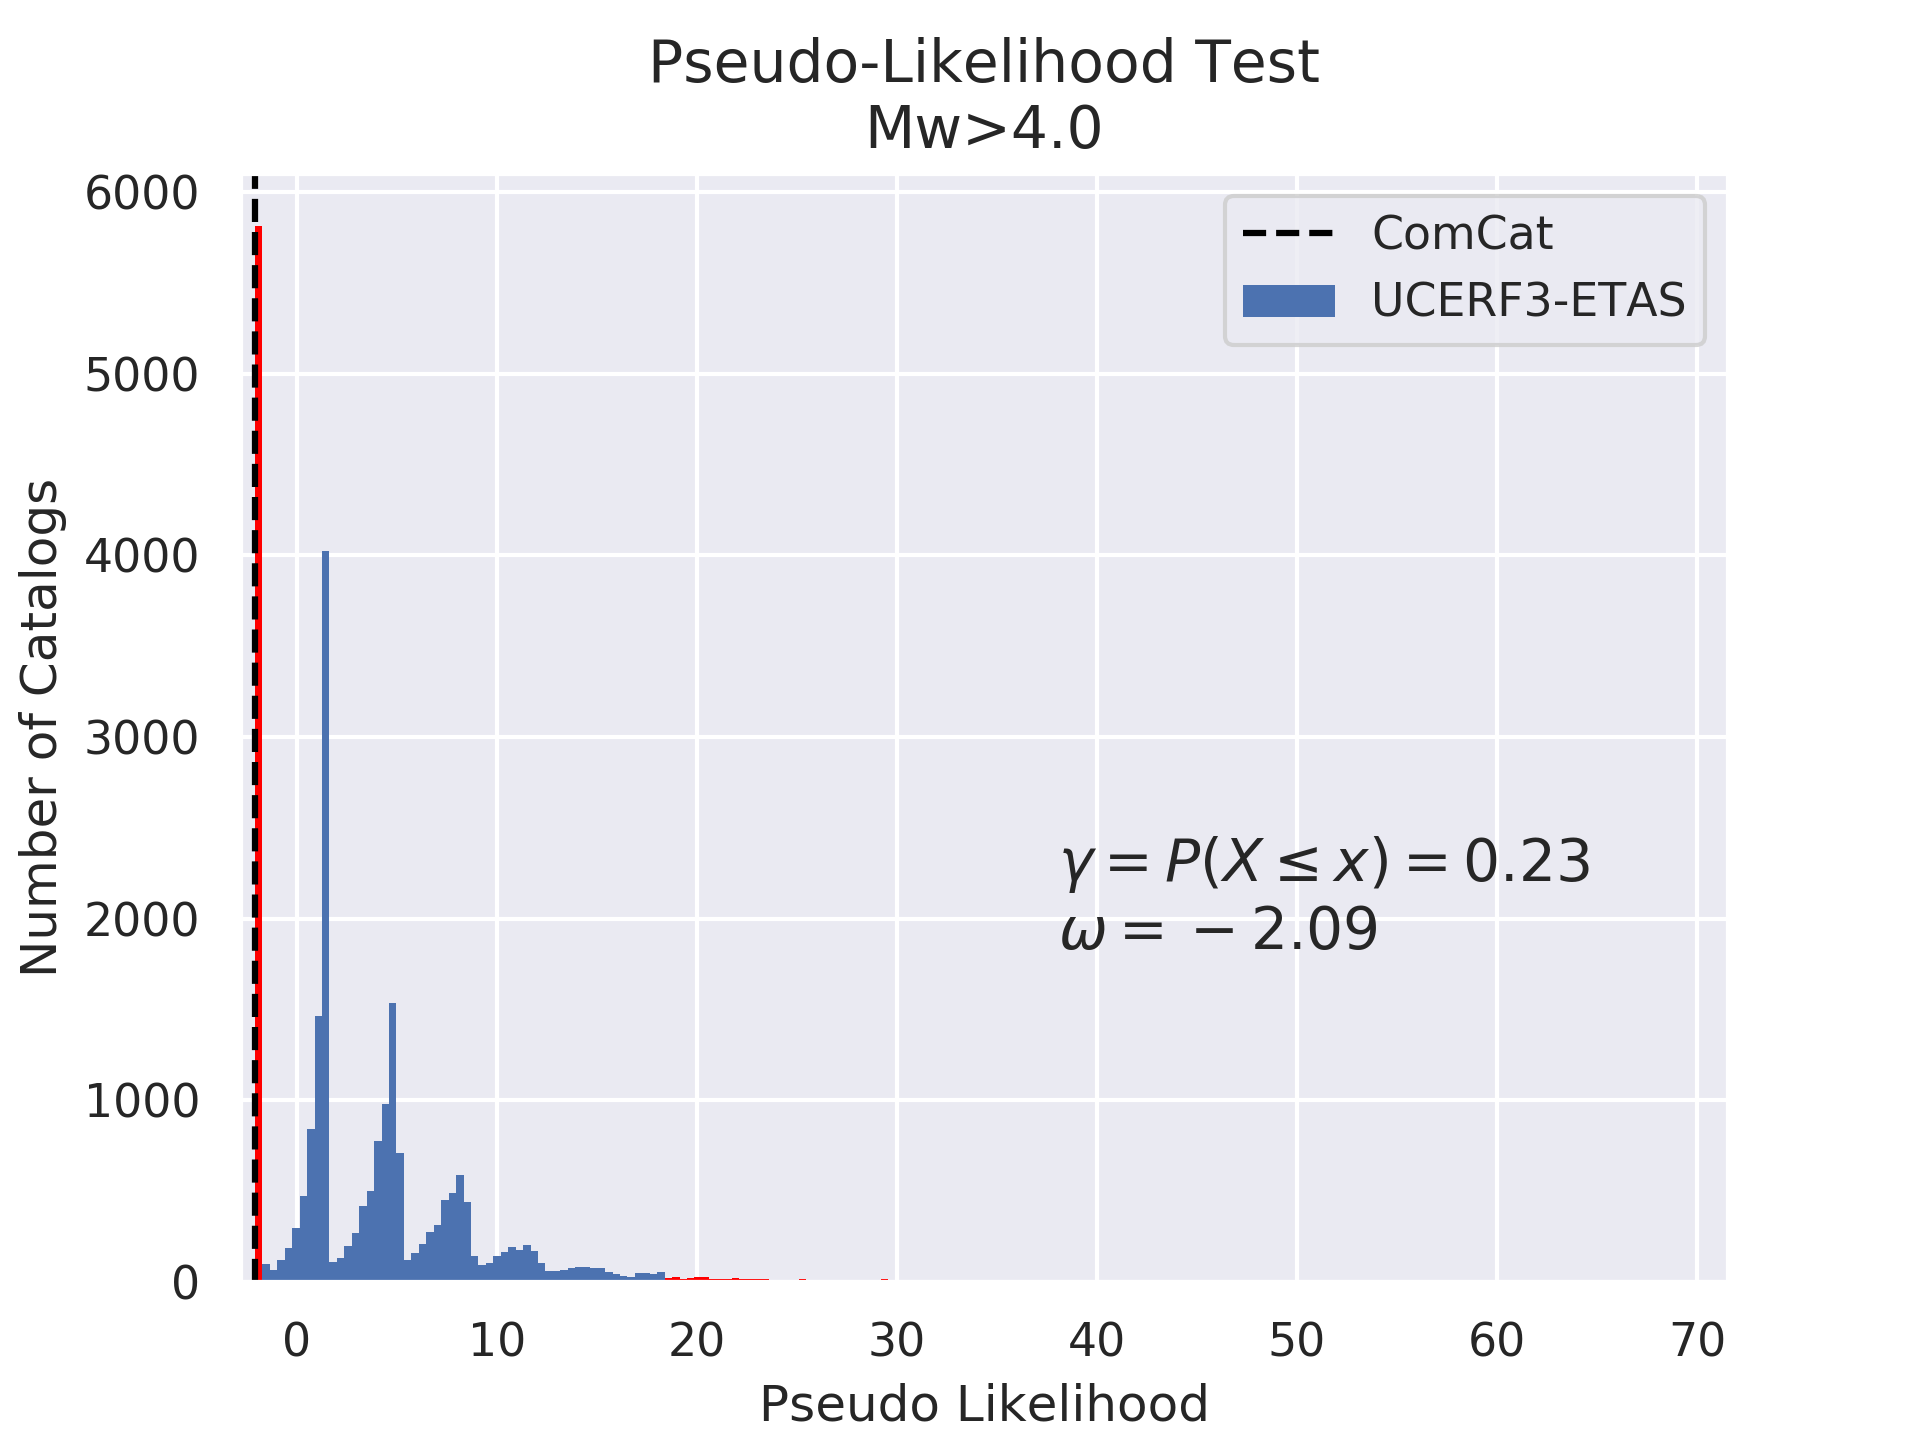 Pseudo-Likelihood Test
Mw>4.0
6000
5000
4000
3000
2000
1000
0
Number of Catalogs
ComCat
UCERF3-ETAS
γ = P(X ≤ x) = 0.23
ω = − 2.09
0 10 20 30 40 50 60 70
Pseudo Likelihood